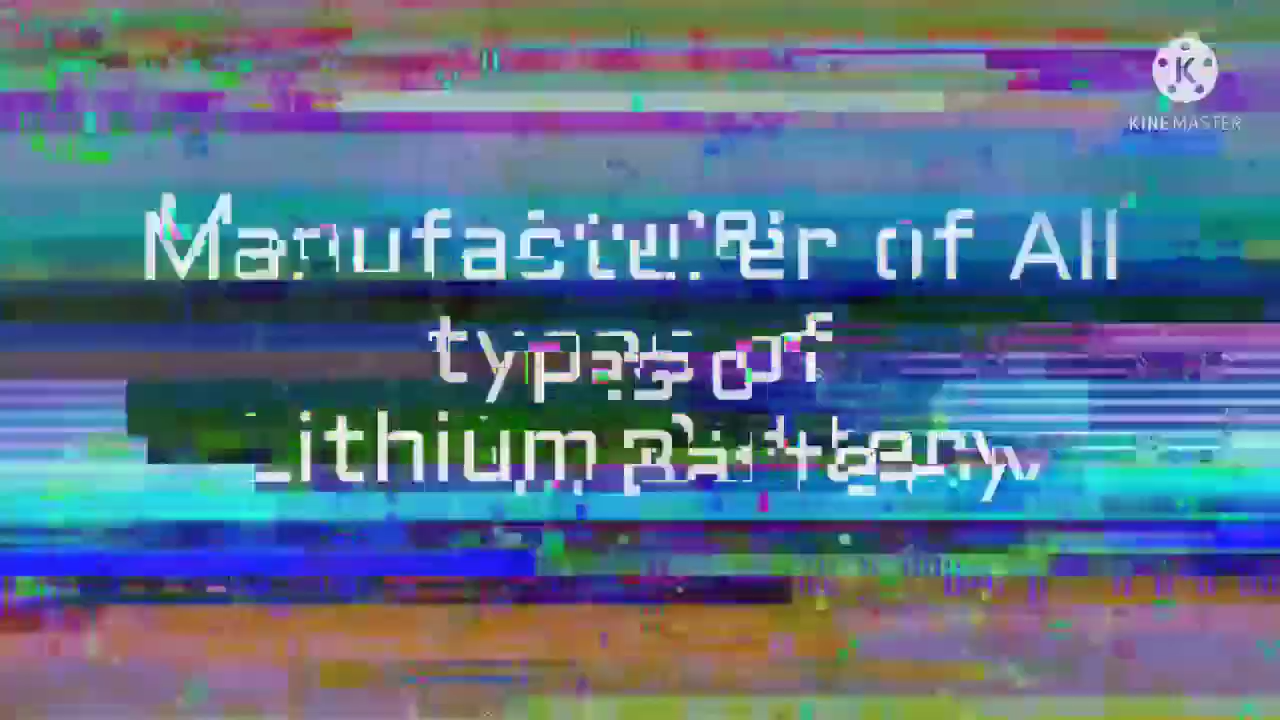 K
KINEMASTER
Manufacturer of All
types of
Lithium Battery